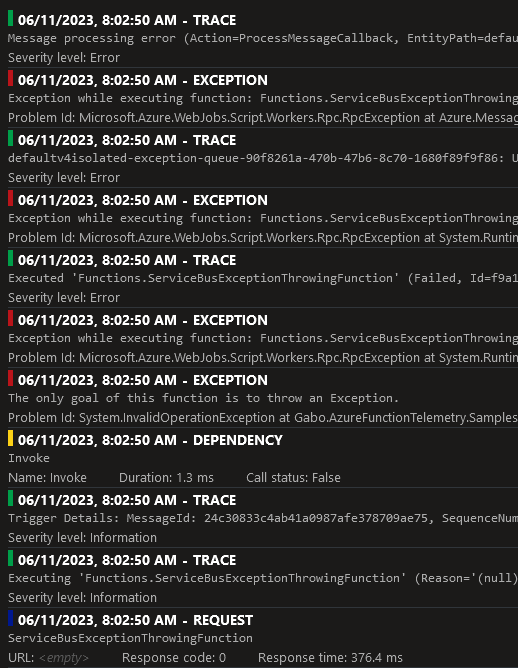 06/11/2023, 8:02:50 AM - TRACE
Message processing error (Action=ProcessMessageCallback, EntityPath=defau
Severity level: Error
06/11/2023, 8:02:50 AM - EXCEPTION
Exception while executing function: Functions.ServiceBusExceptionThrowing
Problem Id: Microsoft.Azure.WebJobs.Script.Workers.Rpc.RpcException at Azure.Messag
06/11/2023, 8:02:50 AM - TRACE
defaultv4isolated-exception-queue-90f8261a-470b-47b6-8c70-1680f89f9f86: U
Severity level: Error
06/11/2023, 8:02:50 AM - EXCEPTION
Exception while executing function: Functions.ServiceBusExceptionThrowing
Problem Id: Microsoft.Azure.WebJobs.Script.Workers.Rpc.RpcException at System.Runtin
06/11/2023, 8:02:50 AM - TRACE
Executed 'Functions.ServiceBusExceptionThrowingFunction' (Failed, Id=f9a1
Severity level: Error
06/11/2023, 8:02:50 AM - EXCEPTION
Exception while executing function: Functions.ServiceBusExceptionThrowing
Problem Id: Microsoft.Azure.WebJobs.Script.Workers.Rpc.RpcException at System.Runtin
06/11/2023, 8:02:50 AM - EXCEPTION
The only goal of this function is to throw an Exception.
Problem Id: System.InvalidOperationException at Gabo.AzureFunctionTelemetry.Samples
06/11/2023, 8:02:50 AM - DEPENDENCY
Invoke
Name: Invoke Duration: 1.3 ms Call status: False
06/11/2023, 8:02:50 AM - TRACE
Trigger Details: MessageId: 24c30833c4ab41a0987afe378709ae75, SequenceNum
Severity level: Information
06/11/2023, 8:02:50 AM - TRACE
Executing 'Functions.ServiceBusExceptionThrowingFunction' (Reason='(null)
Severity level: Information
06/11/2023, 8:02:50 AM - REQUEST
ServiceBusExceptionThrowingFunction
URL: <empty> Response code: 0 Response time: 376.4 ms